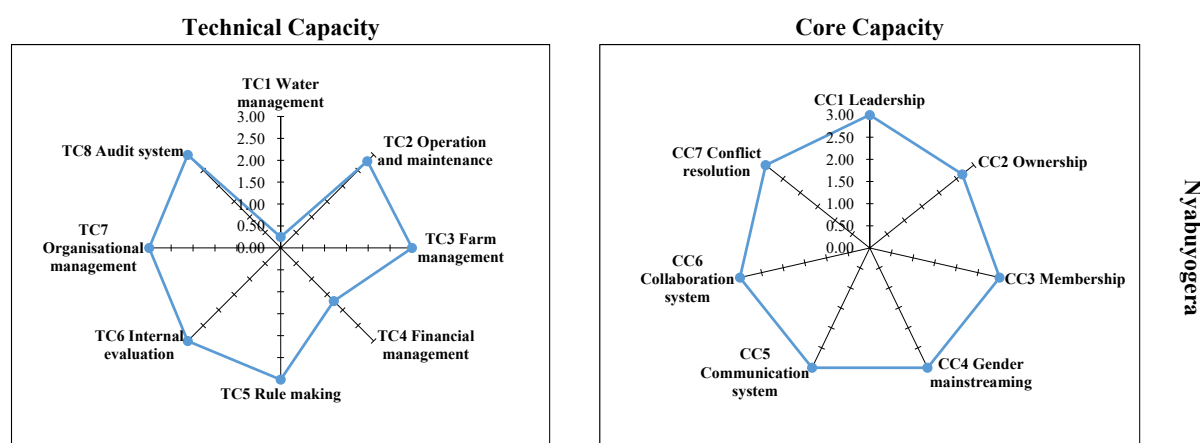 Technical Capacity
TC1 Water
management
3.00
2.50
2.00
1.50
1.00
0.50
0.00
TC2 Operation
and maintenance
TC3 Farm
management
TC4 Financial
management
TC5 Rule making
TC6 Internal
evaluation
TC7
Organisational
management
TC8 Audit system
Core Capacity
CC1 Leadership
3.00
2.50
2.00
1.50
1.00
0.50
0.00
CC2 Ownership
CC3 Membership
CC4 Gender
mainstreaming
CC5
Communication
system
CC6
Collaboration
system
CC7 Conflict
resolution
Nyabuyogera